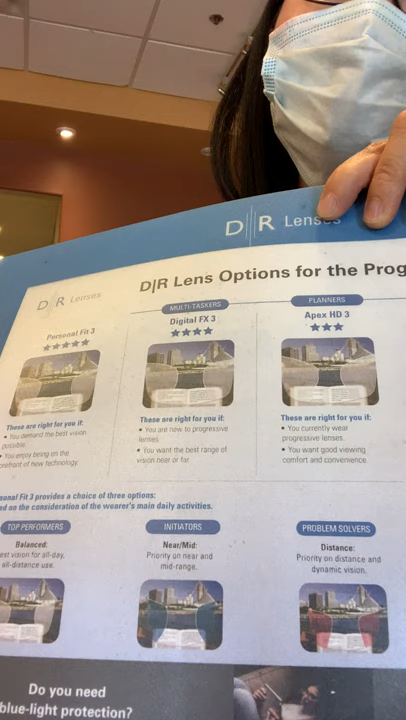 D|R Lenses
D|R Lenses
D|R Lens Options for the Prog
Personal Fit 3
★★★★★
These are right for you if:
• You demand the best vision
possible.
• You enjoy being on the
forefront of new technology.
MULTI-TASKERS
Digital FX 3
★★★★
These are right for you if:
• You are new to progressive
lenses
• You want the best range of
vision near or far.
PLANNERS
Apex HD 3
★★★
These are right for you if:
• You currently wear
progressive lenses.
• You want good viewing
comfort and convenience.
sonal Fit 3 provides a choice of three options:
ed on the consideration of the wearer's main daily activities.
TOP PERFORMERS
Balanced:
est vision for all-day,
all-distance use.
INITIATORS
Near/Mid:
Priority on near and
mid-range.
PROBLEM SOLVERS
Distance:
Priority on distance and
dynamic vision.
Do you need
blue-light protection?